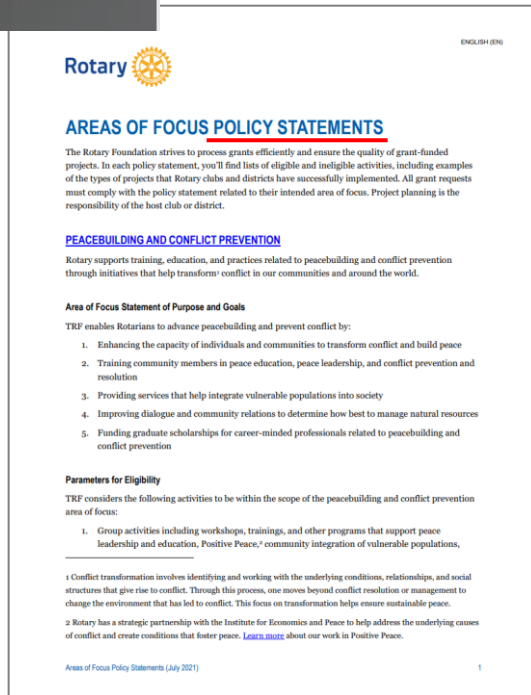 ENGLISH (EN)
Rotary
AREAS OF FOCUS POLICY STATEMENTS
The Rotary Foundation strives to process grants efficiently and ensure the quality of grant-funded
projects. In each policy statement, you'll find lists of eligible and ineligible activities, including examples
of the types of projects that Rotary clubs and districts have successfully implemented. All grant requests
must comply with the policy statement related to their intended area of focus. Project planning is the
responsibility of the host club or district.
PEACEBUILDING AND CONFLICT PREVENTION
Rotary supports training, education, and practices related to peacebuilding and conflict prevention
through initiatives that help transform¹ conflict in our communities and around the world.
Area of Focus Statement of Purpose and Goals
TRF enables Rotarians to advance peacebuilding and prevent conflict by:
1. Enhancing the capacity of individuals and communities to transform conflict and build peace
2. Training community members in peace education, peace leadership, and conflict prevention and
resolution
3. Providing services that help integrate vulnerable populations into society
4. Improving dialogue and community relations to determine how best to manage natural resources
5. Funding graduate scholarships for career-minded professionals related to peacebuilding and
conflict prevention
Parameters for Eligibility
TRF considers the following activities to be within the scope of the peacebuilding and conflict prevention
area of focus:
1. Group activities including workshops, trainings, and other programs that support peace
leadership and education, Positive Peace,² community integration of vulnerable populations,
1 Conflict transformation involves identifying and working with the underlying conditions, relationships, and social
structures that give rise to conflict. Through this process, one moves beyond conflict resolution or management to
change the environment that has led to conflict. This focus on transformation helps ensure sustainable peace.
2 Rotary has a strategic partnership with the Institute for Economics and Peace to help address the underlying causes
of conflict and create conditions that foster peace. Learn more about our work in Positive Peace.
Areas of Focus Policy Statements (July 2021) 1